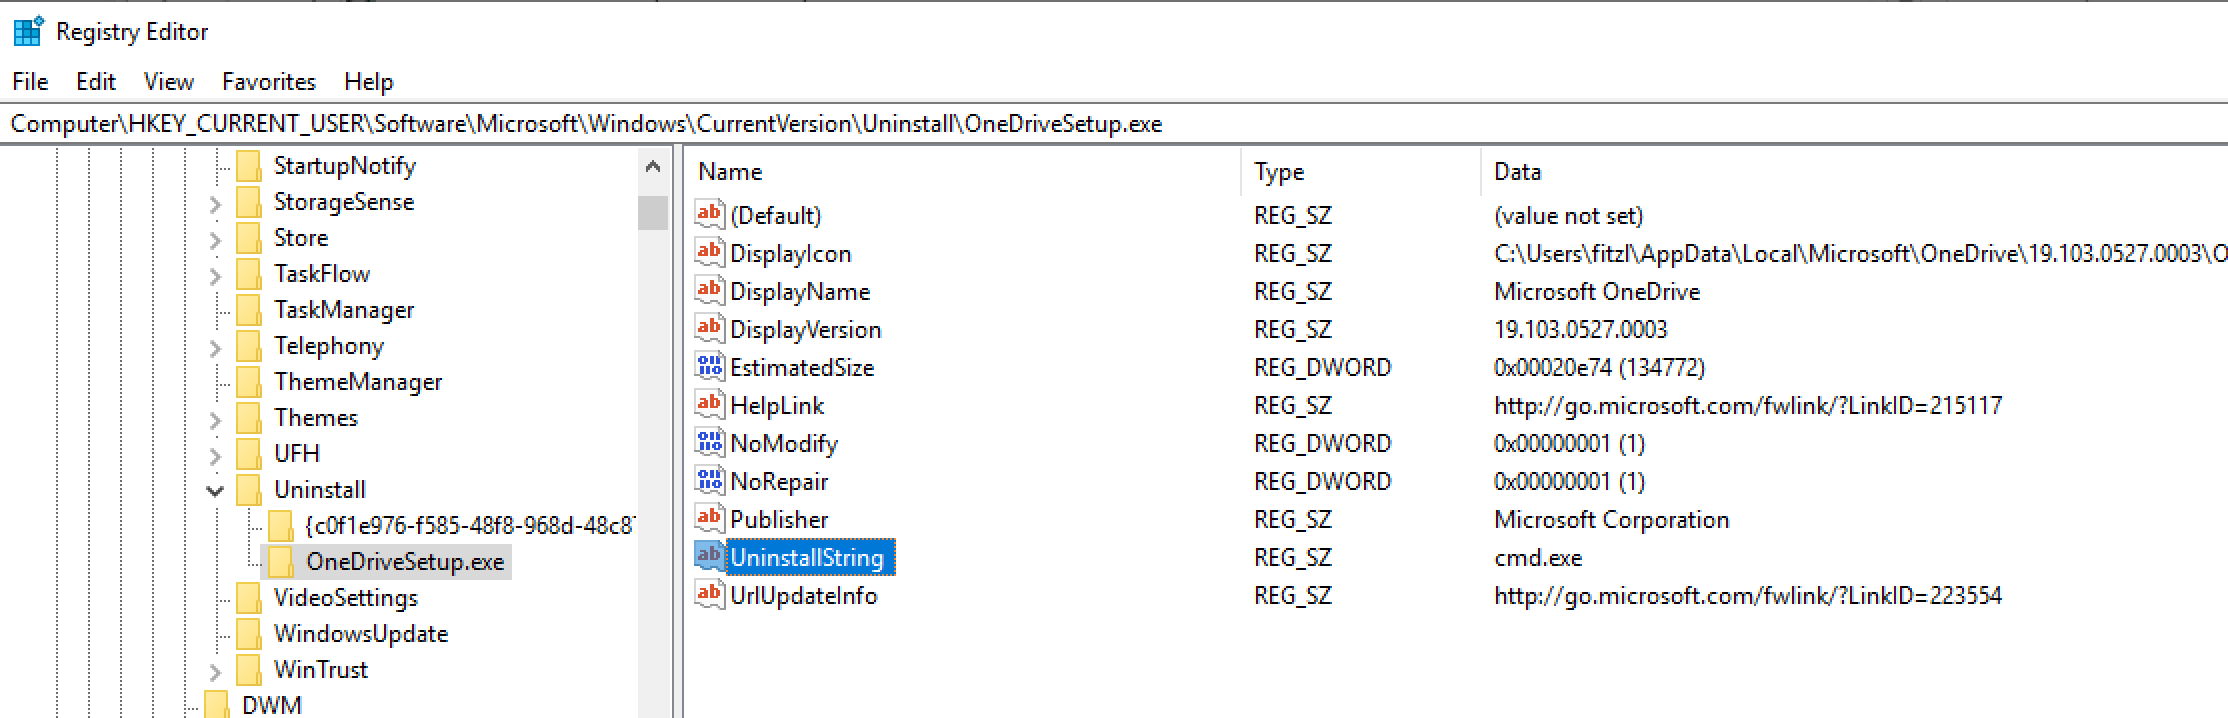 Registry Editor
File Edit View Favorites Help
Computer\HKEY_CURRENT_USER\Software\Microsoft\Windows\CurrentVersion\Uninstall\OneDriveSetup.exe
StartupNotify
StorageSense
Store
TaskFlow
TaskManager
Telephony
ThemeManager
Themes
UFH
Uninstall
{c0f1e976-f585-48f8-968d-48c87
OneDriveSetup.exe
VideoSettings
WindowsUpdate
WinTrust
DWM
Name Type Data
(Default) REG_SZ (value not set)
DisplayIcon REG_SZ C:\Users\fitzl\AppData\Local\Microsoft\OneDrive\19.103.0527.0003\O
DisplayName REG_SZ Microsoft OneDrive
DisplayVersion REG_SZ 19.103.0527.0003
EstimatedSize REG_DWORD 0x00020e74 (134772)
HelpLink REG_SZ http://go.microsoft.com/fwlink/?LinkID=215117
NoModify REG_DWORD 0x00000001 (1)
NoRepair REG_DWORD 0x00000001 (1)
Publisher REG_SZ Microsoft Corporation
UninstallString REG_SZ cmd.exe
UrlUpdateInfo REG_SZ http://go.microsoft.com/fwlink/?LinkID=223554